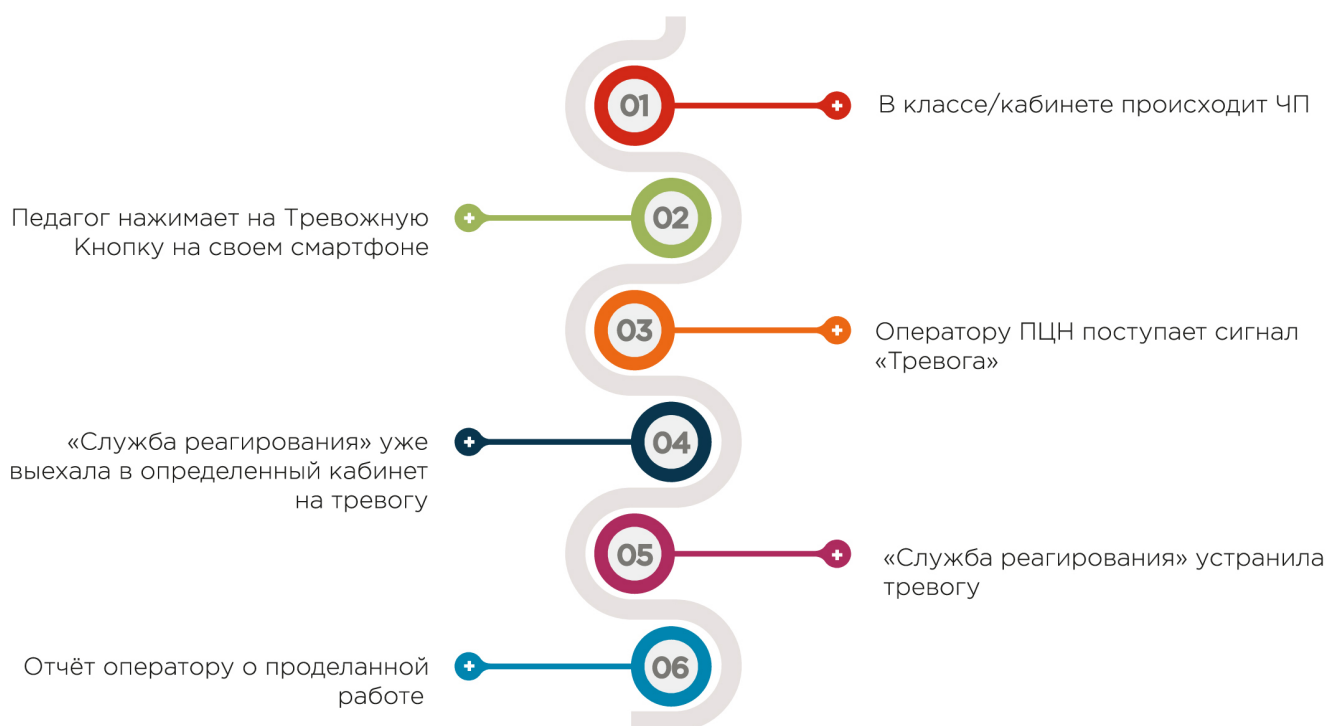 01
В классе/кабинете происходит ЧП
02
Педагог нажимает на Тревожную
Кнопку на своем смартфоне
03
Оператору ПЦН поступает сигнал
«Тревога»
04
«Служба реагирования» уже
выехала в определенный кабинет
на тревогу
05
«Служба реагирования» устранила
тревогу
06
Отчёт оператору о проделанной
работе